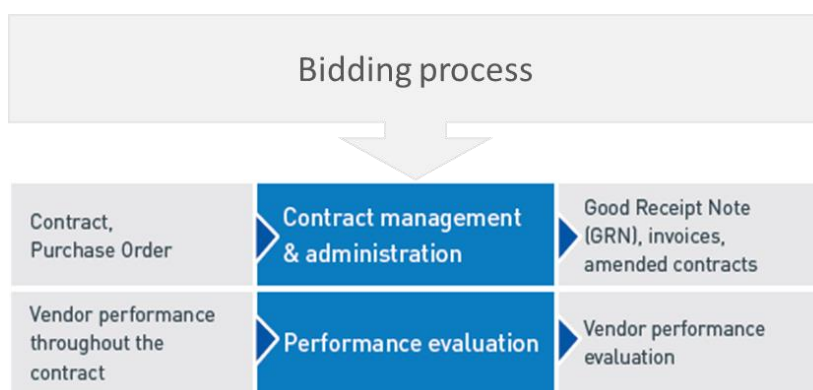 Bidding process
Contract,
Purchase Order
Contract management
& administration
Good Receipt Note
(GRN), invoices,
amended contracts
Vendor performance
throughout the
contract
Performance evaluation
Vendor performance
evaluation